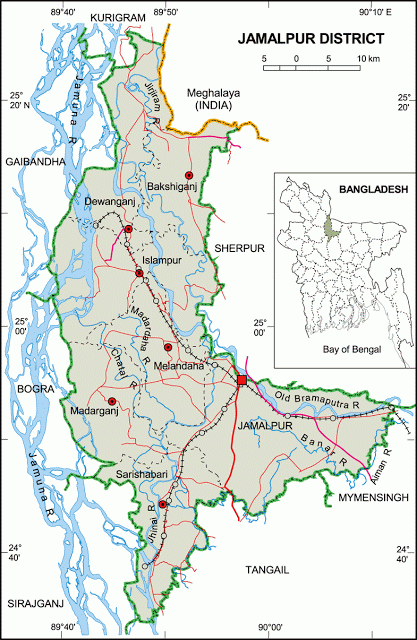 89°40'
89°50'
90°10' E
KURIGRAM
JAMALPUR DISTRICT
5 0 5 10 km
Jamuna R.
Jinjiram R.
Meghalaya
(INDIA)
25°
20' N
25°
20'
GAIBANDHA
Bakshiganj
BANGLADESH
Dewanganj
SHERPUR
Islampur
25°
00'
25°
00'
Madardaha R
Chatal R
Bay of Bengal
Melandaha
BOGRA
Old Bramaputra R
Madarganj
JAMALPUR
Banar R
Aiman R
Jamuna R.
Sarishabari
MYMENSINGH
Jhinai R
24°
40'
24°
40'
TANGAIL
SIRAJGANJ
89°40'
89°50'
90°00'